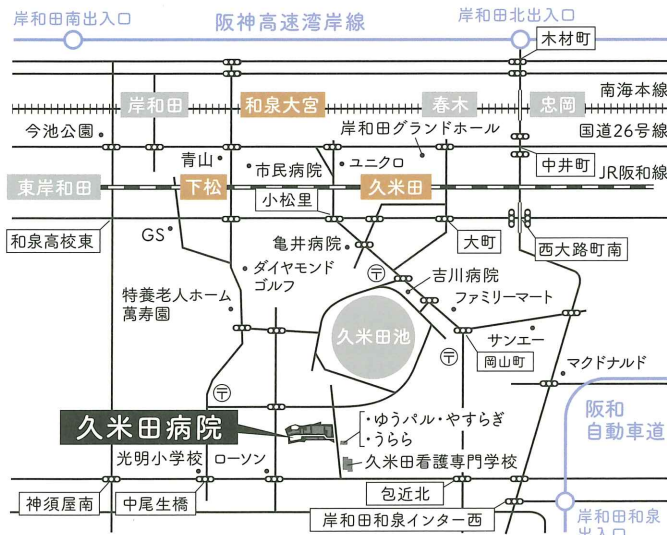 岸和田南出入口
阪神高速湾岸線
岸和田北出入口
木材町
南海本線
岸和田
和泉大宮
春木
忠岡
今池公園
岸和田グランドホール
国道26号線
青山
市民病院
ユニクロ
中井町
JR阪和線
東岸和田
下松
小松里
久米田
和泉高校東
GS
亀井病院
大町
西大路町南
〒
ダイヤモンド
ゴルフ
吉川病院
特養老人ホーム
萬寿園
久米田池
ファミリーマート
サンエー
〒
岡山町
マクドナルド
〒
阪和
自動車道
久米田病院
・ゆうパル・やすらぎ
・うらら
光明小学校
ローソン
久米田看護専門学校
神須屋南
中尾生橋
包近北
岸和田和泉インター西
岸和田和泉
出入口